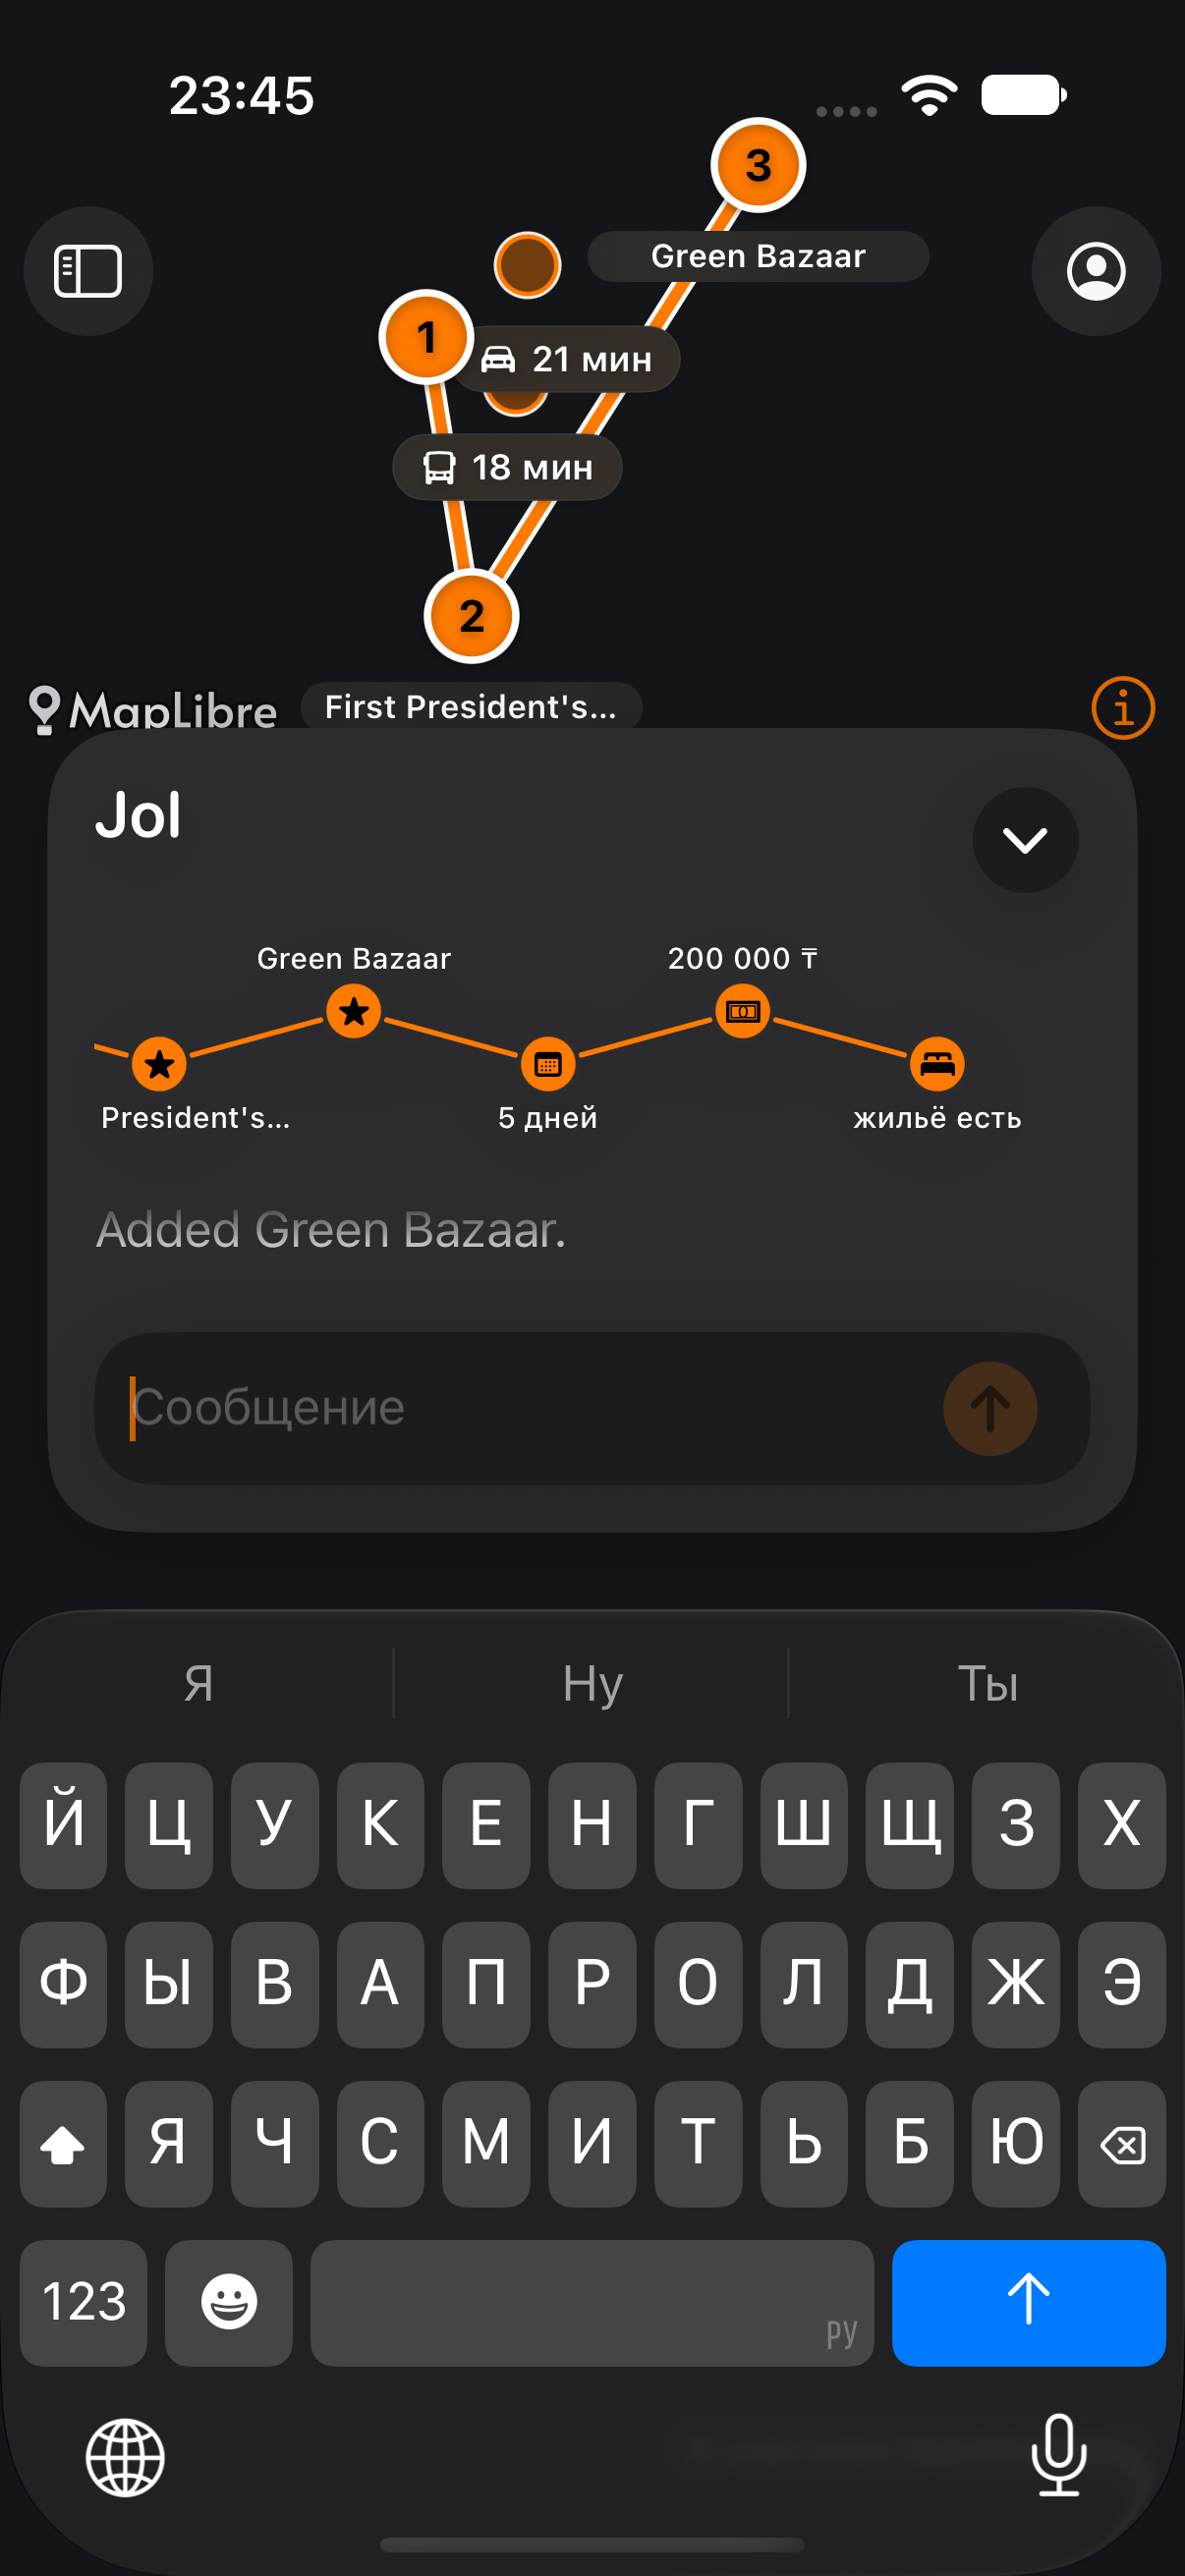 23:45
3
Green Bazaar
1
21 мин
18 мин
2
MapLibre
First President's...
Jol
Green Bazaar
200 000 ₸
President's...
5 дней
жильё есть
Added Green Bazaar.
Сообщение
Я
Ну
Ты
Й Ц У К Е Н Г Ш Щ З Х
Ф Ы В А П Р О Л Д Ж Э
Я Ч С М И Т Ь Б Ю
123
РУ